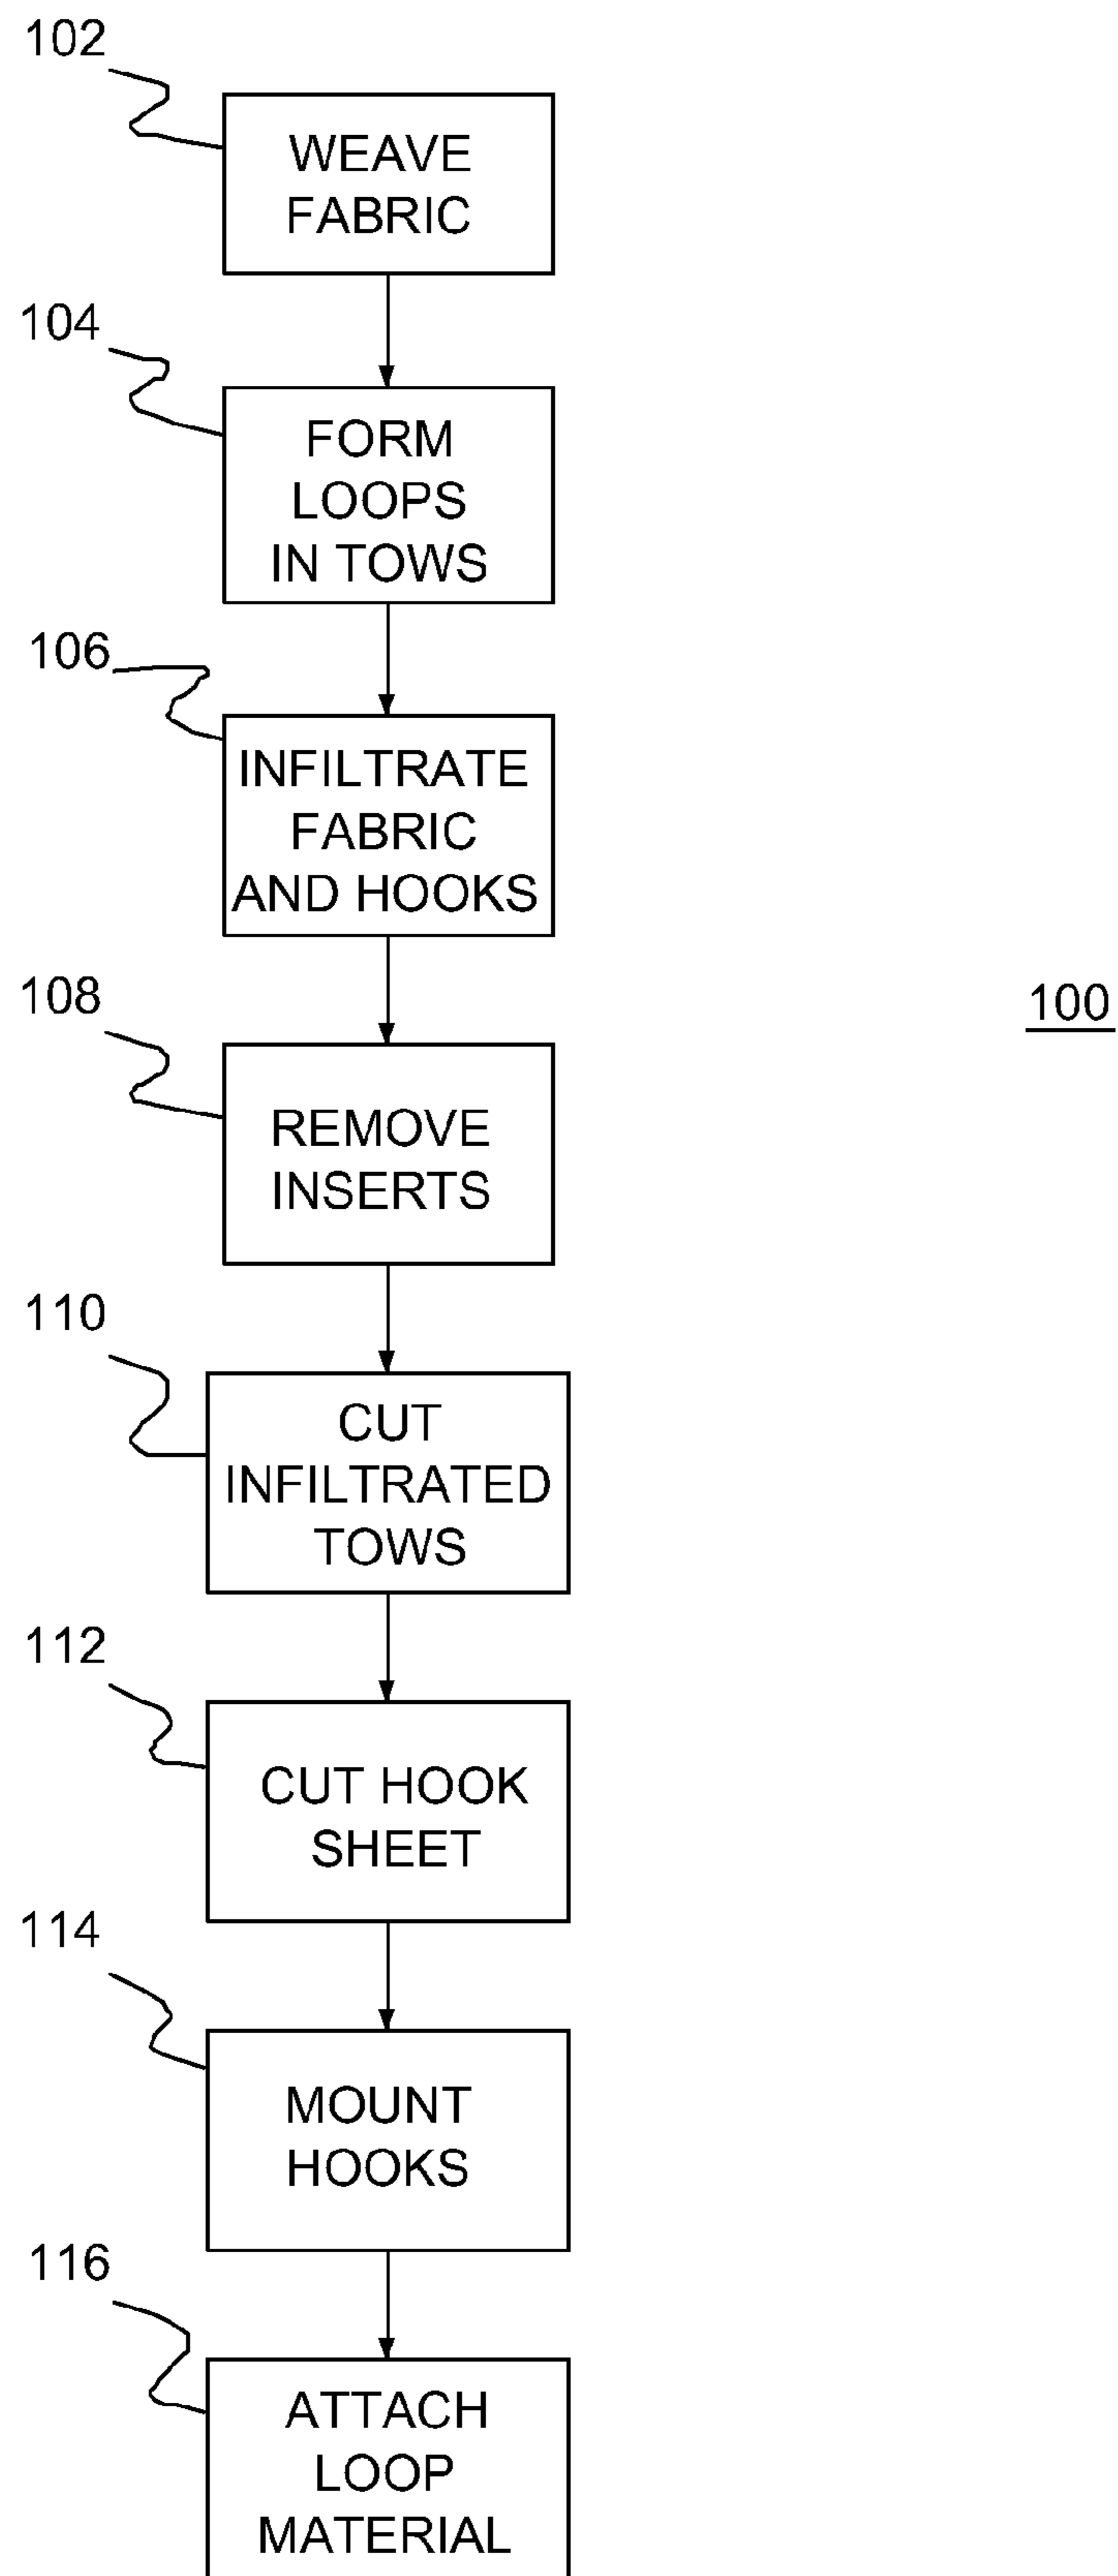 102
WEAVE
FABRIC
104
FORM
LOOPS
IN TOWS
106
INFILTRATE
FABRIC
AND HOOKS
108
100
REMOVE
INSERTS
110
CUT
INFILTRATED
TOWS
112
CUT HOOK
SHEET
114
MOUNT
HOOKS
116
ATTACH
LOOP
MATERIAL